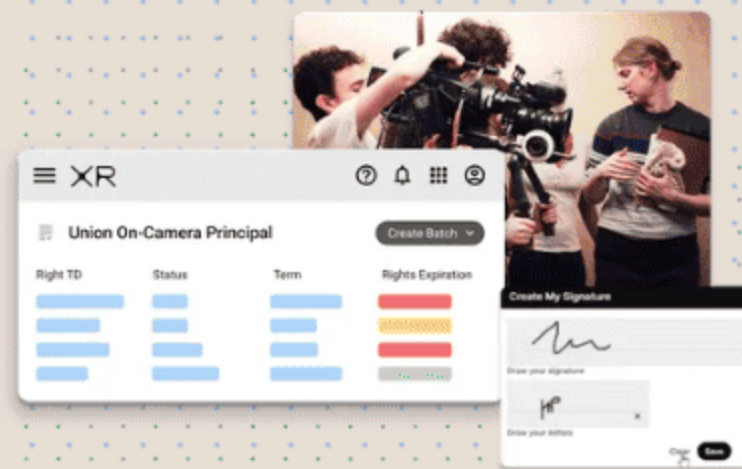 XR
Union On-Camera Principal
Create Batch
Right TD Status Term Rights Expiration
Create My Signature
Draw your signature
Draw your initials
Clear Save